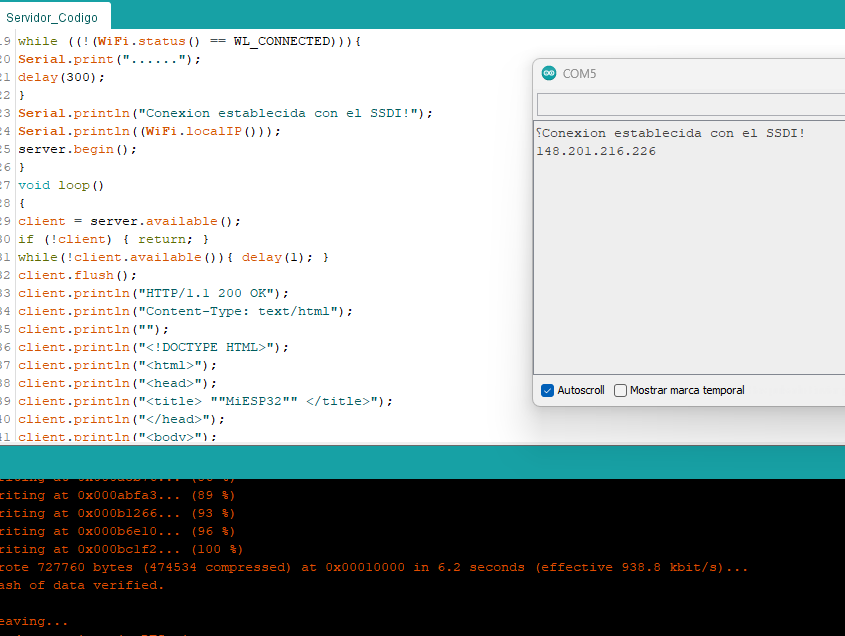 Servidor_Codigo
19 while ((!(WiFi.status() == WL_CONNECTED))){
20 Serial.print("......");
21 delay(300);
22 }
23 Serial.println("Conexion establecida con el SSDI!");
24 Serial.println((WiFi.localIP()));
25 server.begin();
26 }
27 void loop()
28 {
29 client = server.available();
30 if (!client) { return; }
31 while(!client.available()){ delay(1); }
32 client.flush();
33 client.println("HTTP/1.1 200 OK");
34 client.println("Content-Type: text/html");
35 client.println("");
36 client.println("<!DOCTYPE HTML>");
37 client.println("<html>");
38 client.println("<head>");
39 client.println("<title> ""MiESP32"" </title>");
40 client.println("</head>");
41 client.println("<body>");
COM5
⸮Conexion establecida con el SSDI!
148.201.216.226
Autoscroll Mostrar marca temporal
riting at 0x000abfa3... (89 %)
riting at 0x000b1266... (93 %)
riting at 0x000b6e10... (96 %)
riting at 0x000bc1f2... (100 %)
rote 727760 bytes (474534 compressed) at 0x00010000 in 6.2 seconds (effective 938.8 kbit/s)...
ash of data verified.
eaving...